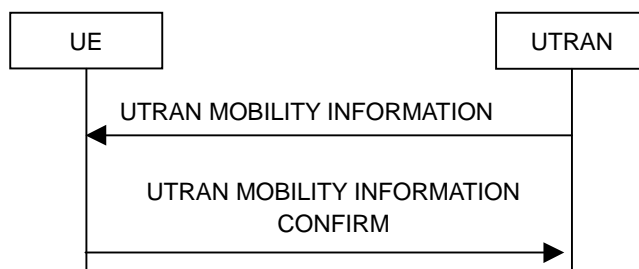 UE
UTRAN
UTRAN MOBILITY INFORMATION
UTRAN MOBILITY INFORMATION
CONFIRM